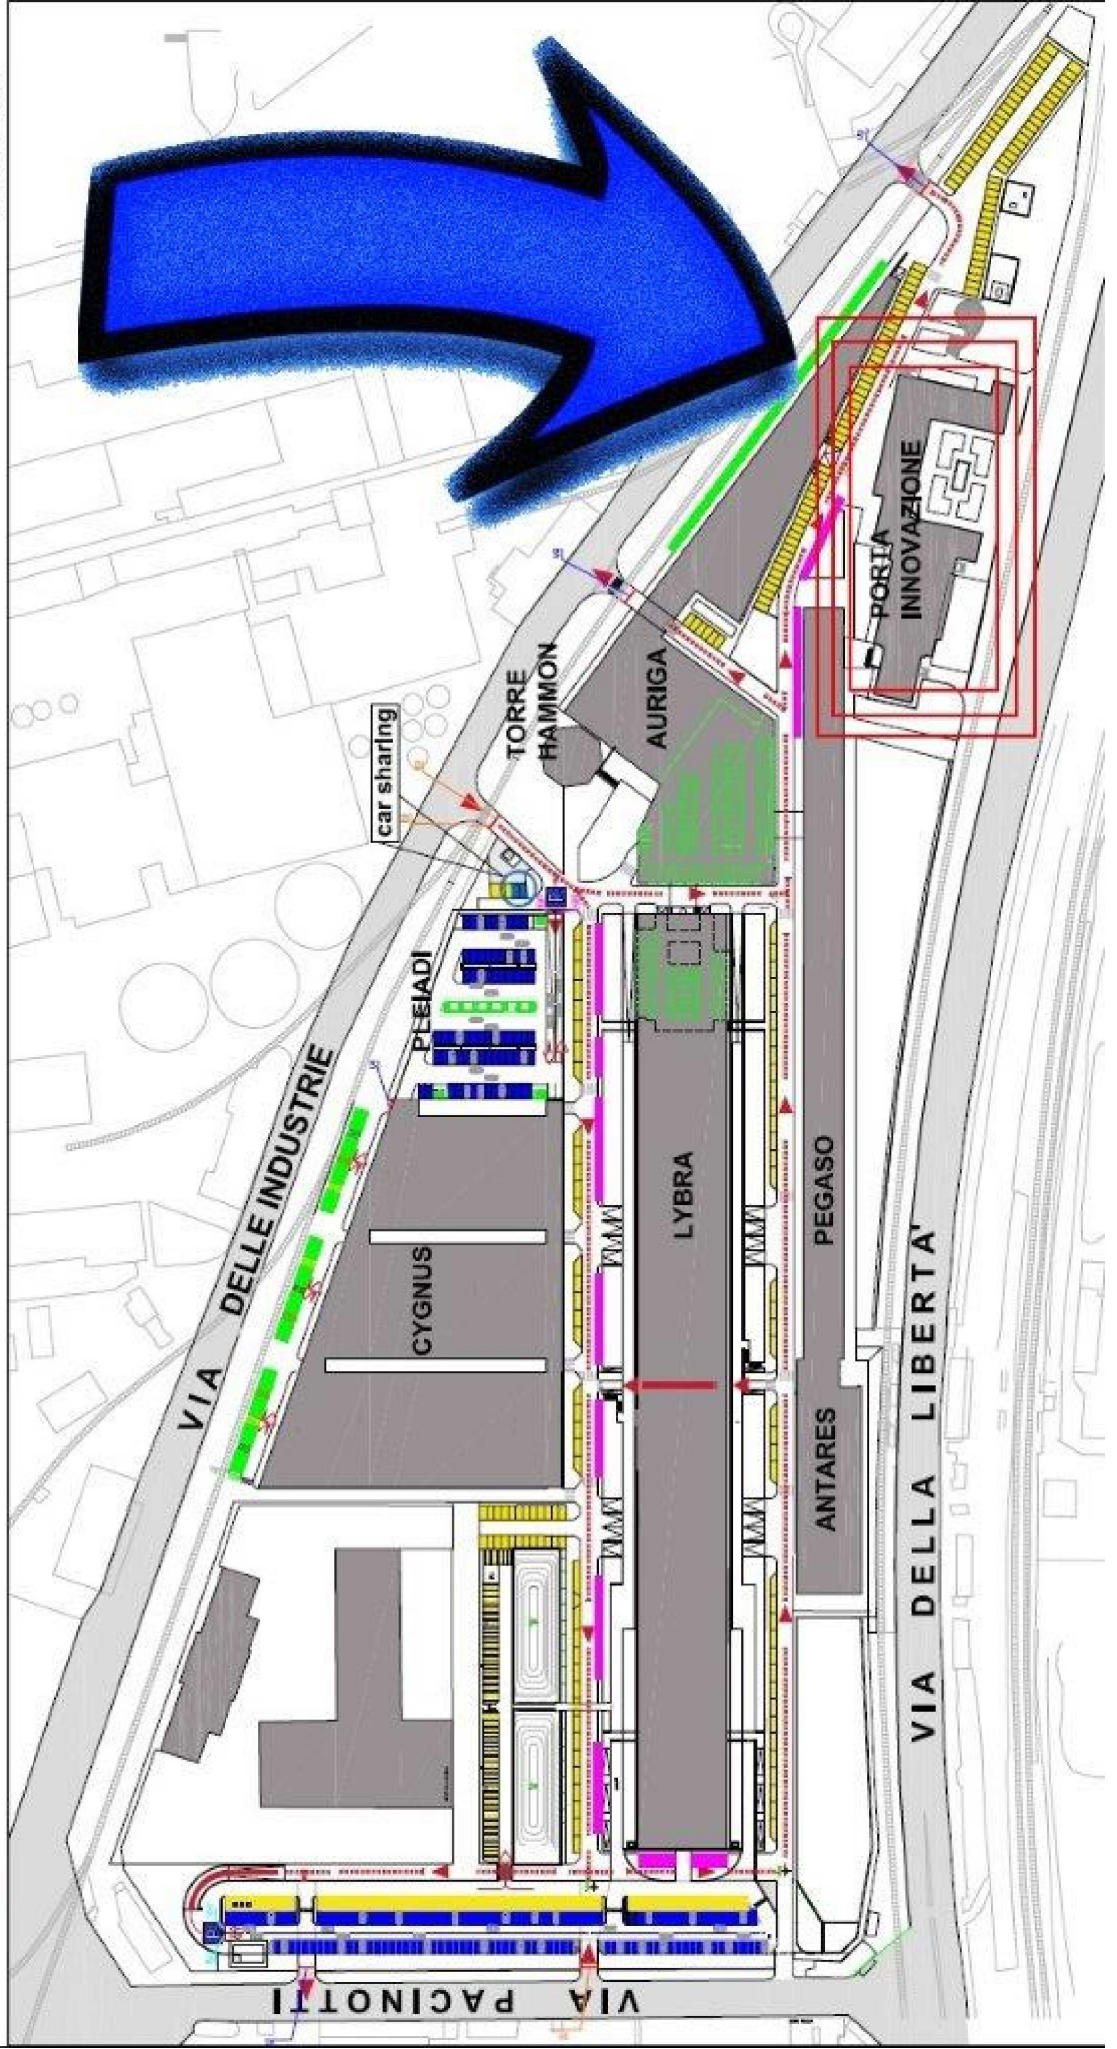 TORRE
HAMMON
car sharing
AURIGA
PORTA
INNOVAZIONE
PLEIADI
VIA DELLE INDUSTRIE
CYGNUS
LYBRA
PEGASO
ANTARES
VIA DELLA LIBERTA'
VIA PACINOTTI
P
P